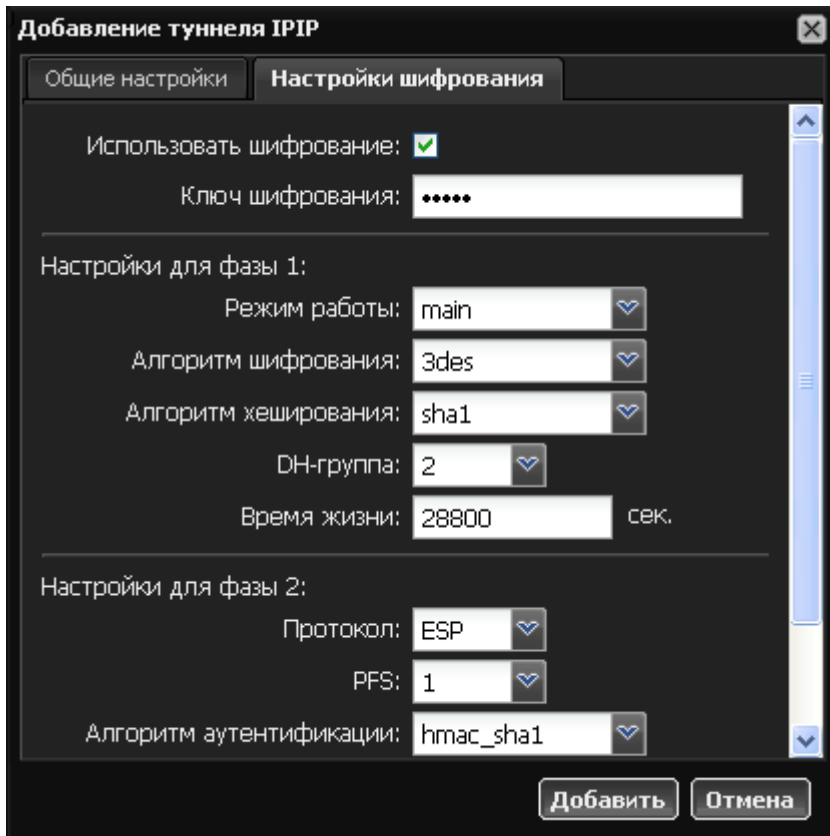 Добавление туннеля IPIP
Общие настройки Настройки шифрования
Использовать шифрование:
Ключ шифрования: •••••
Настройки для фазы 1:
Режим работы: main
Алгоритм шифрования: 3des
Алгоритм хеширования: sha1
DH-группа: 2
Время жизни: 28800 сек.
Настройки для фазы 2:
Протокол: ESP
PFS: 1
Алгоритм аутентификации: hmac_sha1
Добавить Отмена